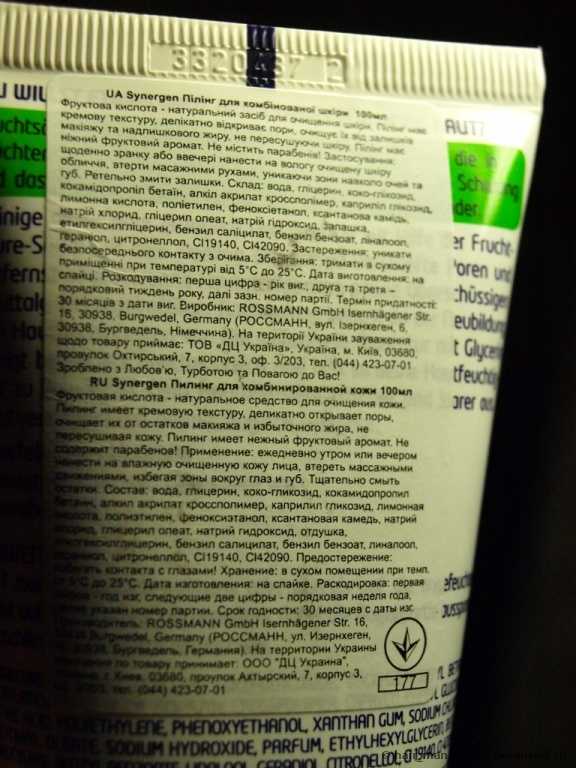 3320A37 2
UA Synergen Пілінг для комбінованої шкіри 100мл
Фруктова кислота - натуральний засіб для очищення шкіри. Пілінг має
кремову текстуру, делікатно відкриває пори, очищує їх від залишків
макіяжу та надлишкового жиру, не пересушуючи шкіру. Пілінг має
ніжний фруктовий аромат. Не містить парабенів! Застосування:
щоденно зранку або ввечері нанести на вологу очищену шкіру
обличчя, втерти масажними рухами, уникаючи зони навколо очей та
губ. Ретельно змити залишки. Склад: вода, гліцерин, коко-глікозид,
кокамідопропіл бетаїн, алкіл акрилат кросcполімер, каприліл глікозид,
лимонна кислота, поліетилен, феноксіетанол, ксантанова камідь,
натрій хлорид, гліцерил олеат, натрій гідроксид, запашка,
етилгексилгліцерин, бензил саліцилат, бензил бензоат, ліналоол,
гераніол, цитронеллол, CI19140, CI42090. Застереження: уникати
безпосереднього контакту з очима. Зберігання: тримати в сухому
приміщенні при температурі від 5°С до 25°С. Дата виготовлення: на
спайці. Розкодування: перша цифра - рік виг., друга та третя –
порядковий тиждень року, далі зазн. номер партії. Термін придатності:
30 місяців з дати виг. Виробник: ROSSMANN GmbH Isernhägener Str.
16, 30938, Burgwedel, Germany (РОССМАНН, вул. Ізернхеген, 6,
30938, Бургведель, Німеччина). На території України зауваження
щодо товару приймає: ТОВ «ДЦ Україна», Україна, м. Київ, 03680,
провулок Охтирський, 7, корпус 3, оф. 3/203, тел. (044) 423-07-01
Зроблено з Любов'ю, Турботою та Повагою до Вас!
RU Synergen Пилинг для комбинированной кожи 100мл
Фруктовая кислота - натуральное средство для очищения кожи.
Пилинг имеет кремовую текстуру, деликатно открывает поры,
очищает их от остатков макияжа и избыточного жира, не
пересушивая кожу. Пилинг имеет нежный фруктовый аромат. Не
содержит парабенов! Применение: ежедневно утром или вечером
нанести на влажную очищенную кожу лица, втереть массажными
движениями, избегая зоны вокруг глаз и губ. Тщательно смыть
остатки. Состав: вода, глицерин, коко-гликозид, кокамидопропил
бетаин, алкил акрилат кроссполимер, каприлил гликозид, лимонная
кислота, полиэтилен, феноксиэтанол, ксантановая камедь, натрий
хлорид, глицерил олеат, натрий гидроксид, отдушка,
этилгексилглицерин, бензил салицилат, бензил бензоат, линалоол,
гераниол, цитронеллол, CI19140, CI42090. Предостережение:
избегать контакта с глазами! Хранение: в сухом помещении при темп.
5°С до 25°С. Дата изготовления: на спайке. Раскодировка: первая
- год изг, следующие две цифры - порядковая неделя года,
указан номер партии. Срок годности: 30 месяцев с даты изг.
ROSSMANN GmbH Isernhägener Str. 16,
Burgwedel, Germany (РОССМАНН, ул. Изернхеген,
Бургведель, Германия). На территории Украины
по товару принимает: ООО "ДЦ Украина",
г. Киев, 03680, проулок Ахтырский, 7, корпус 3,
3/203, тел. (044) 423-07-01
177
die in
er Frucht-
Poren und
eubildung
t Glycerin
PHENOXYETHANOL, XANTHAN GUM, SODIUM
SODIUM HYDROXIDE, PARFUM, ETHYLHEXYLGLYCERIN,
LINALOOL, GERANIOL, CITRONELLOL, CI 19140,